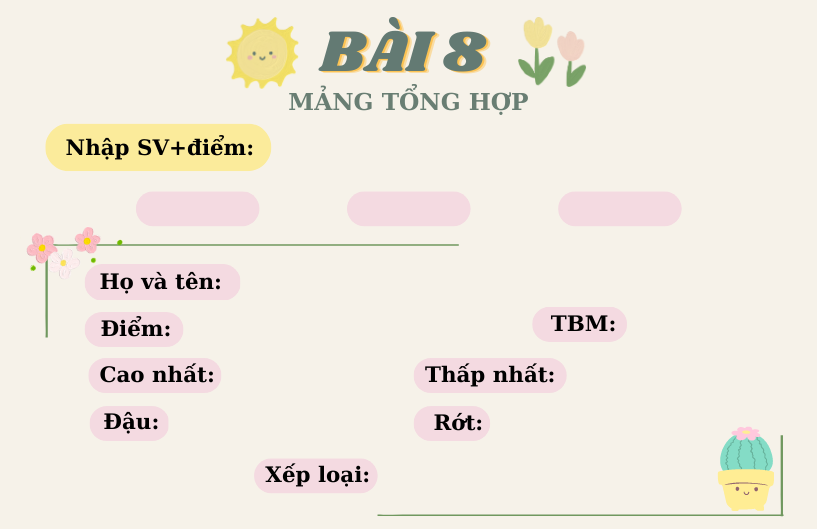 BÀI 8
MẢNG TỔNG HỢP
Nhập SV+điểm:
Họ và tên:
Điểm:
TBM:
Cao nhất:
Thấp nhất:
Đậu:
Rớt:
Xếp loại: